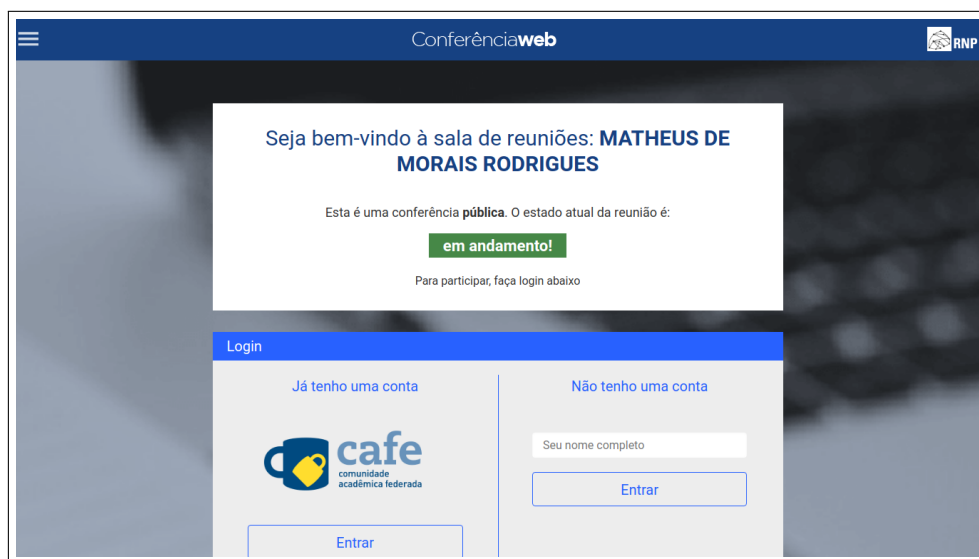 Conferênciaweb
RNP
Seja bem-vindo à sala de reuniões: MATHEUS DE
MORAIS RODRIGUES
Esta é uma conferência pública. O estado atual da reunião é:
em andamento!
Para participar, faça login abaixo
Login
Já tenho uma conta
cafe
comunidade
acadêmica federada
Entrar
Não tenho uma conta
Seu nome completo
Entrar